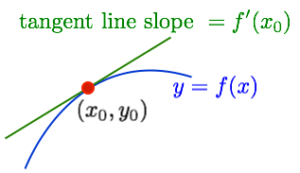 tangent line slope = f′(x₀)
y = f(x)
(x₀, y₀)